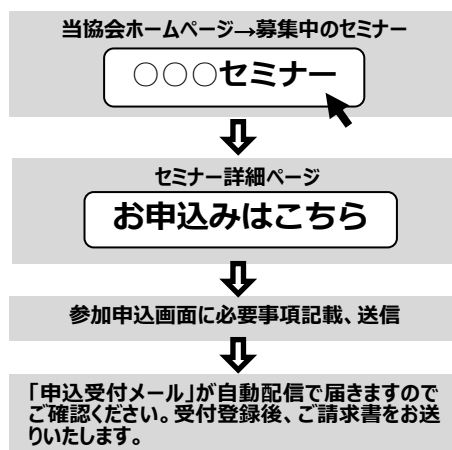 当協会ホームページ→募集中のセミナー
○○○セミナー
セミナー詳細ページ
お申込みはこちら
参加申込画面に必要事項記載、送信
「申込受付メール」が自動配信で届きますので
ご確認ください。受付登録後、ご請求書をお送
りいたします。